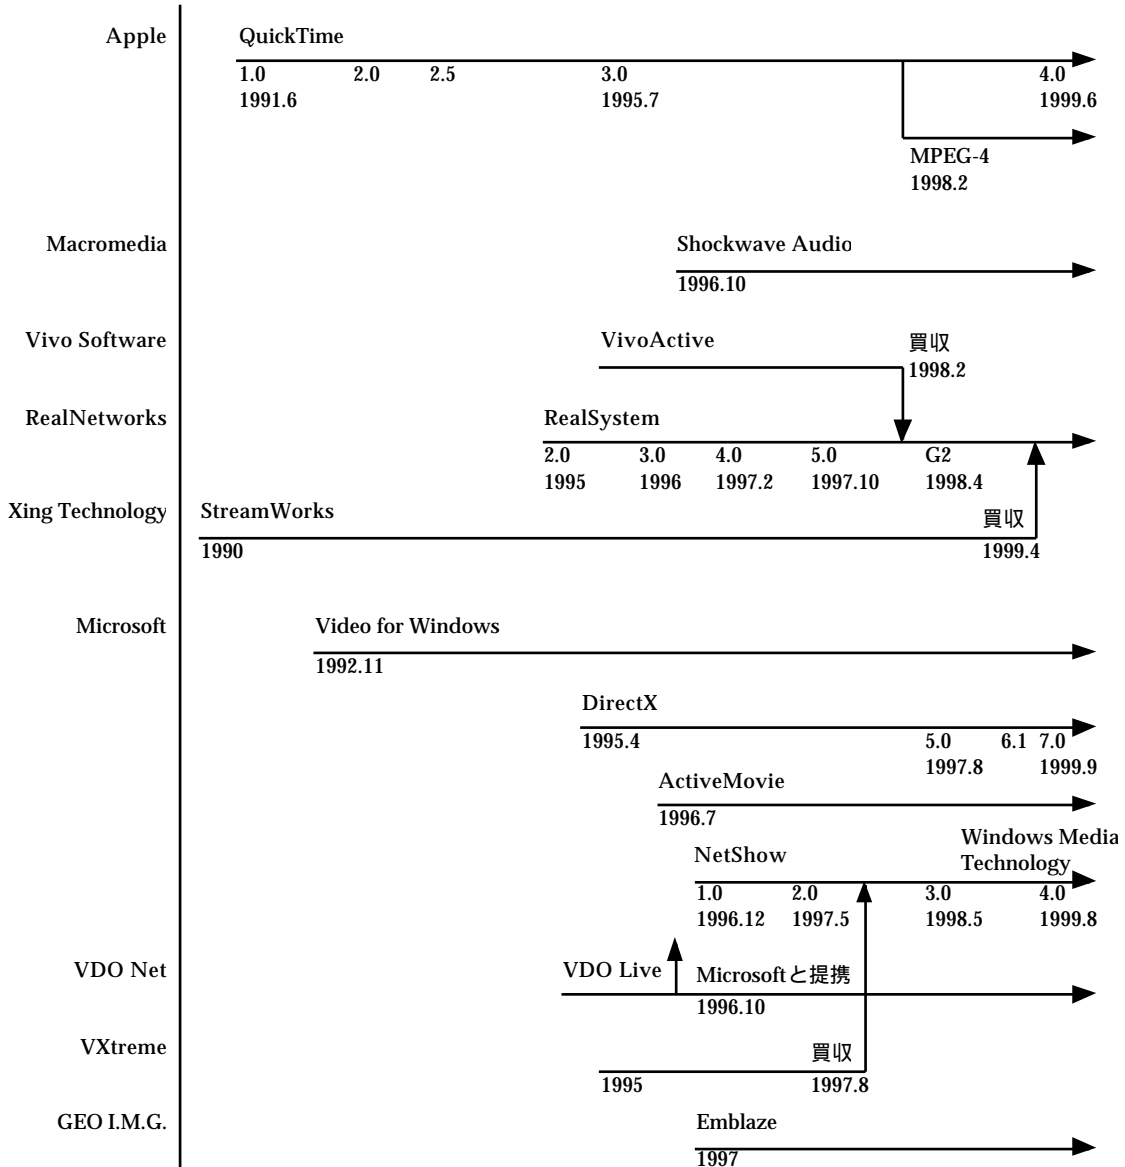 Apple
QuickTime
1.0 2.0 2.5 3.0 4.0
1991.6 1995.7 1999.6
MPEG-4
1998.2
Macromedia
Shockwave Audio
1996.10
Vivo Software
VivoActive
買収
1998.2
RealNetworks
RealSystem
2.0 3.0 4.0 5.0 G2
1995 1996 1997.2 1997.10 1998.4
Xing Technology
StreamWorks
買収
1990
1999.4
Microsoft
Video for Windows
1992.11
DirectX
1995.4
5.0 6.1 7.0
1997.8 1999.9
ActiveMovie
1996.7
NetShow
Windows Media
Technology
1.0 2.0 3.0 4.0
1996.12 1997.5 1998.5 1999.8
VDO Net
VDO Live
Microsoftと提携
1996.10
VXtreme
買収
1995
1997.8
GEO I.M.G.
Emblaze
1997